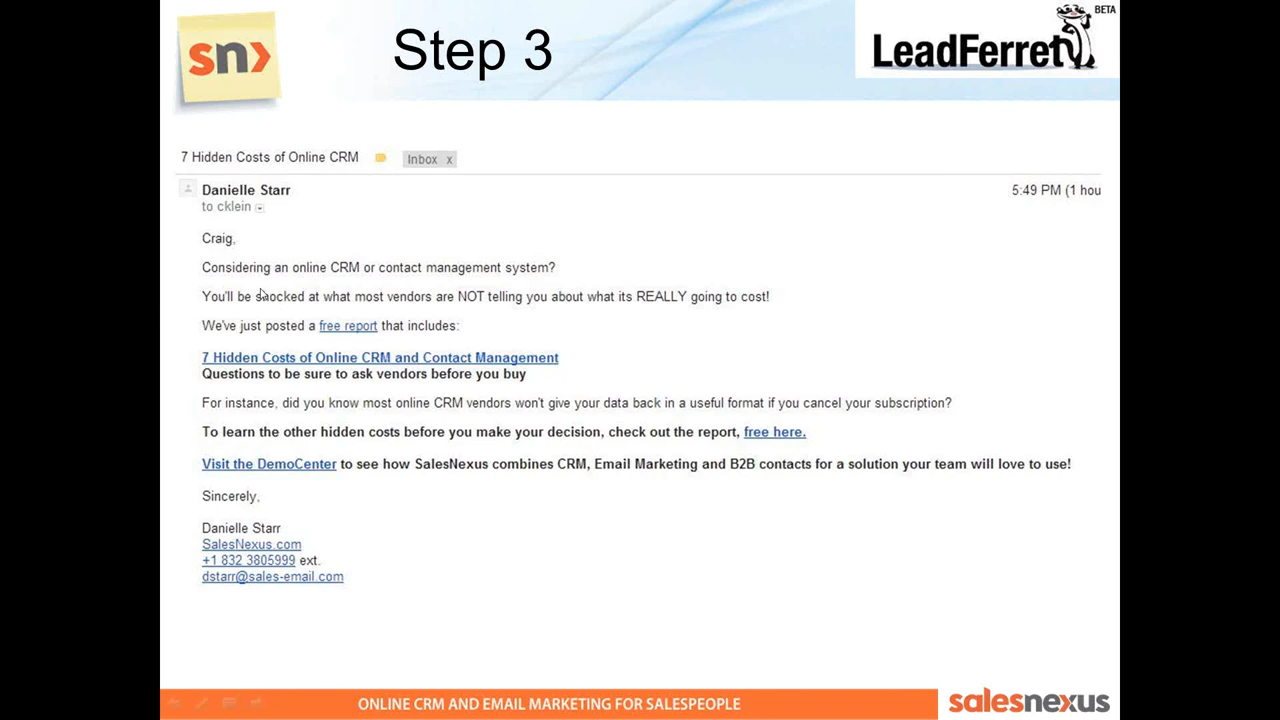 sn>
Step 3
BETA
LeadFerret
7 Hidden Costs of Online CRM
Inbox x
Danielle Starr
5:49 PM (1 hou
to cklein
Craig,
Considering an online CRM or contact management system?
You'll be shocked at what most vendors are NOT telling you about what its REALLY going to cost!
We've just posted a free report that includes:
7 Hidden Costs of Online CRM and Contact Management
Questions to be sure to ask vendors before you buy
For instance, did you know most online CRM vendors won't give your data back in a useful format if you cancel your subscription?
To learn the other hidden costs before you make your decision, check out the report, free here.
Visit the DemoCenter to see how SalesNexus combines CRM, Email Marketing and B2B contacts for a solution your team will love to use!
Sincerely,
Danielle Starr
SalesNexus.com
+1 832 3805999 ext.
dstarr@sales-email.com
ONLINE CRM AND EMAIL MARKETING FOR SALESPEOPLE
salesnexus